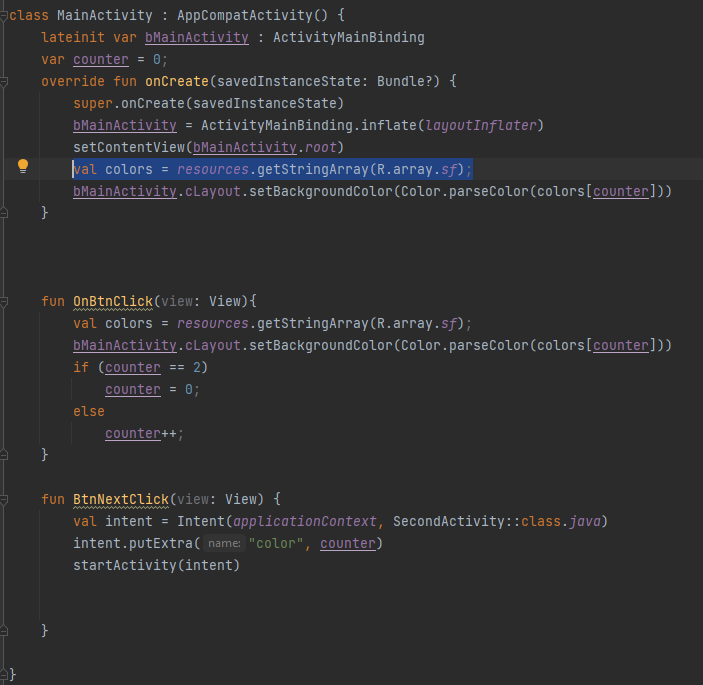 class MainActivity : AppCompatActivity() {
lateinit var bMainActivity : ActivityMainBinding
var counter = 0;
override fun onCreate(savedInstanceState: Bundle?) {
super.onCreate(savedInstanceState)
bMainActivity = ActivityMainBinding.inflate(layoutInflater)
setContentView(bMainActivity.root)
val colors = resources.getStringArray(R.array.sf);
bMainActivity.cLayout.setBackgroundColor(Color.parseColor(colors[counter]))
}
fun OnBtnClick(view: View){
val colors = resources.getStringArray(R.array.sf);
bMainActivity.cLayout.setBackgroundColor(Color.parseColor(colors[counter]))
if (counter == 2)
counter = 0;
else
counter++;
}
fun BtnNextClick(view: View) {
val intent = Intent(applicationContext, SecondActivity::class.java)
intent.putExtra( name: "color", counter)
startActivity(intent)
}
}